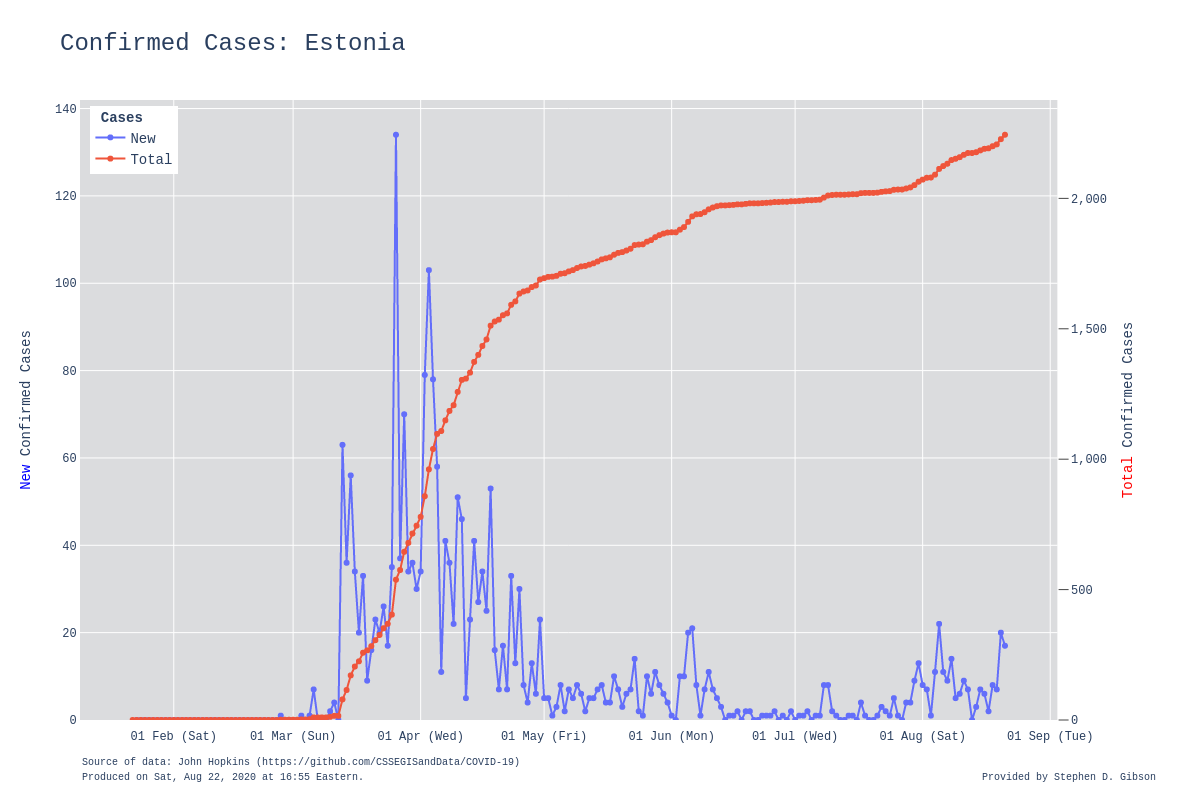 Confirmed Cases: Estonia
Cases
New
Total
140
120
100
80
60
40
20
0
New Confirmed Cases
2,000
1,500
1,000
500
0
Total Confirmed Cases
01 Feb (Sat)
01 Mar (Sun)
01 Apr (Wed)
01 May (Fri)
01 Jun (Mon)
01 Jul (Wed)
01 Aug (Sat)
01 Sep (Tue)
Source of data: John Hopkins (https://github.com/CSSEGISandData/COVID-19)
Produced on Sat, Aug 22, 2020 at 16:55 Eastern.
Provided by Stephen D. Gibson